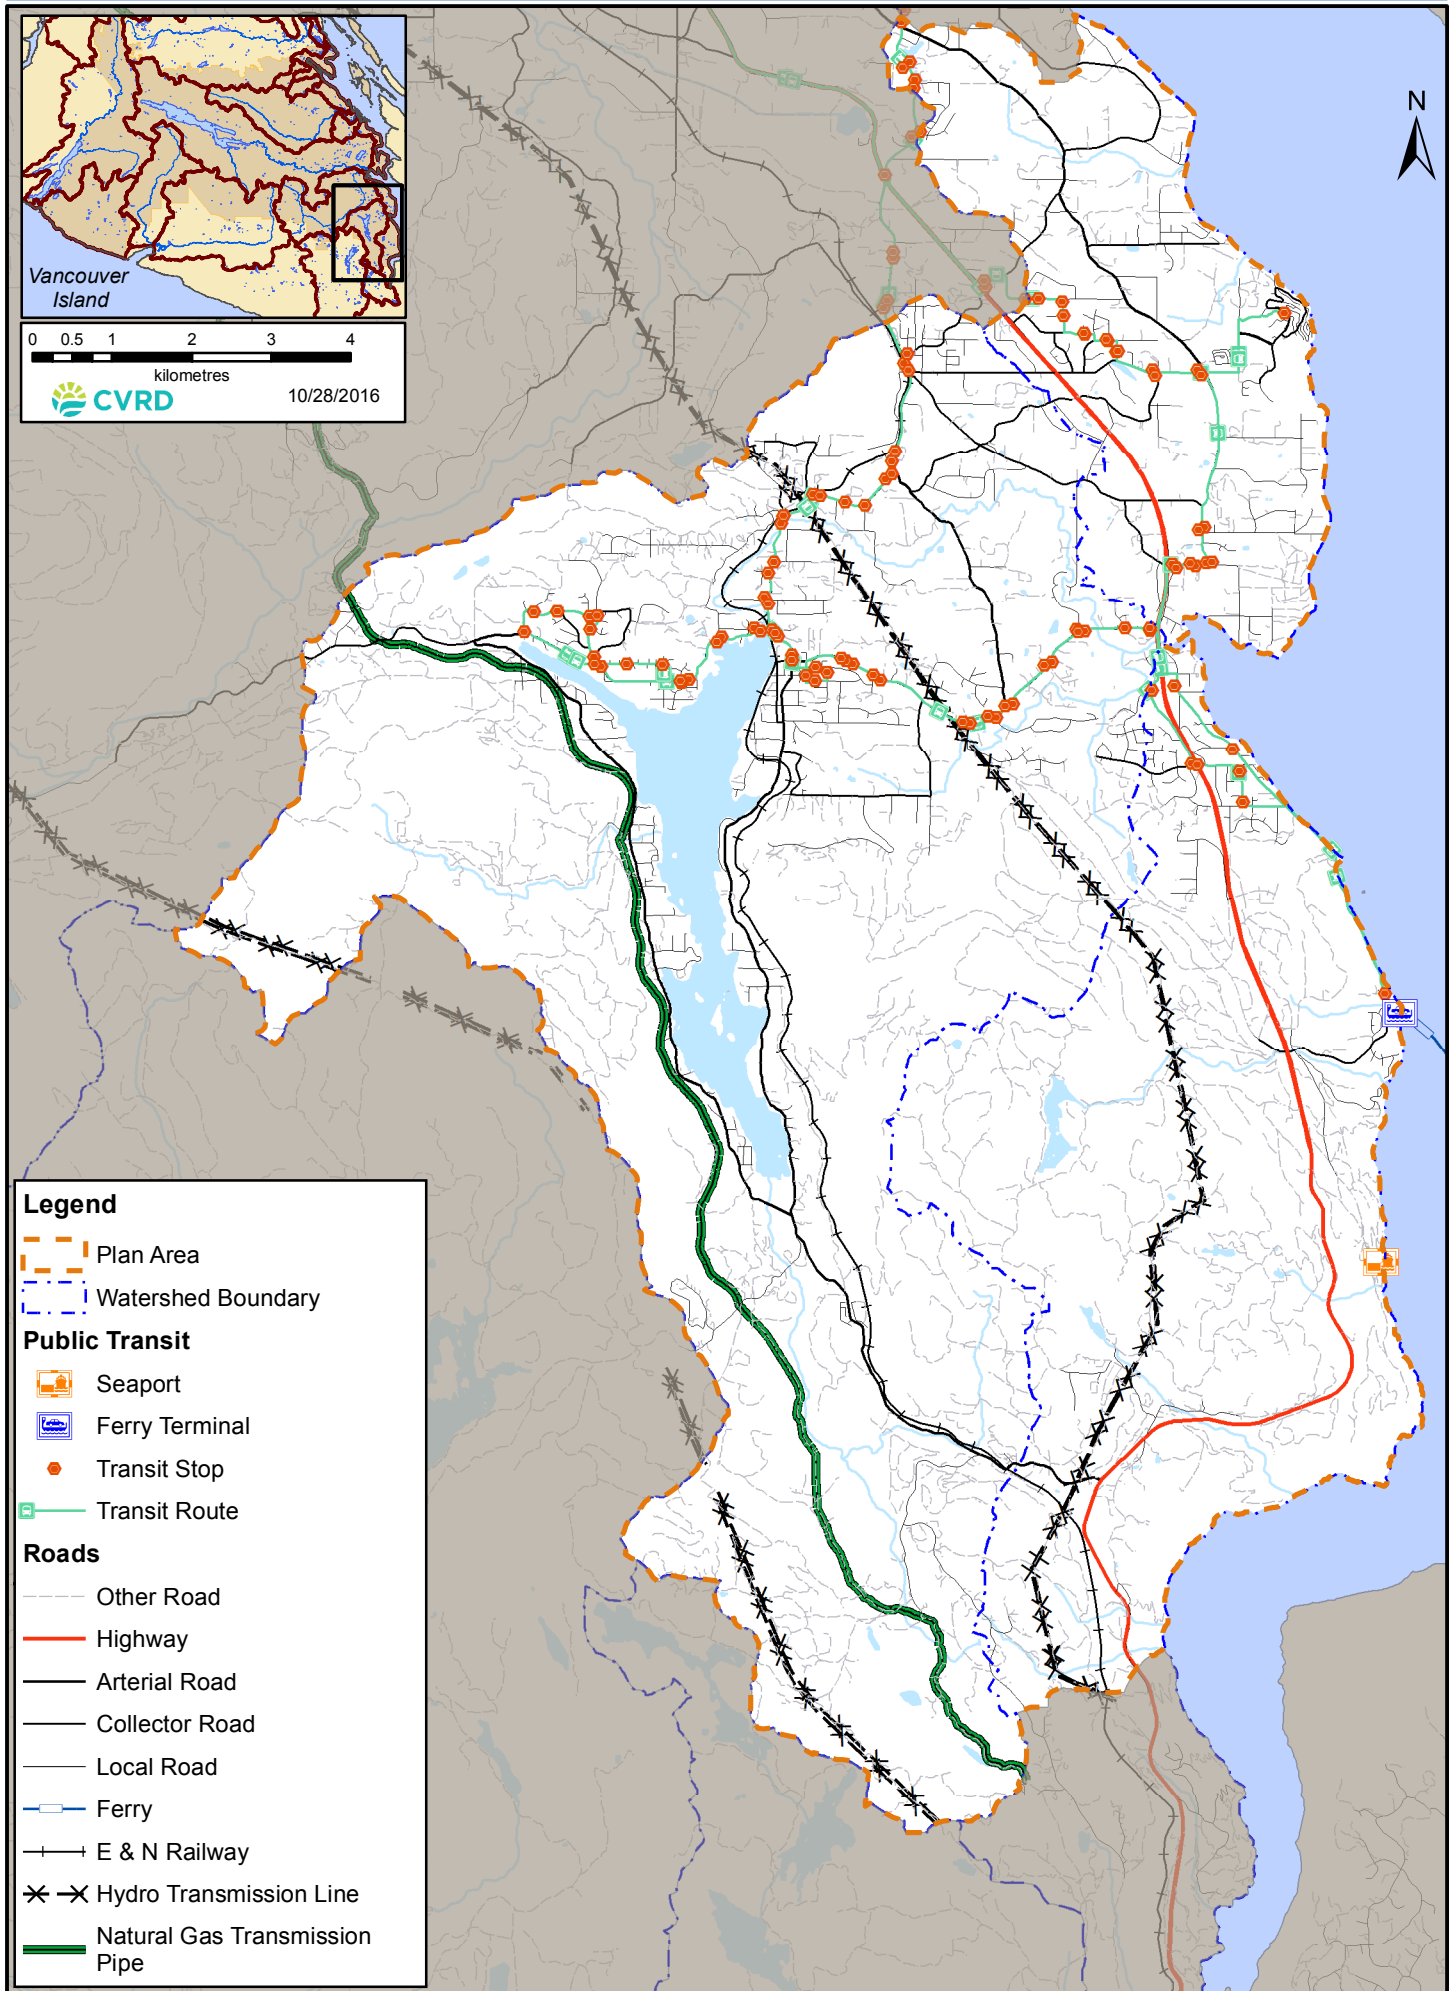 N
Vancouver
Island
0 0.5 1 2 3 4
kilometres
CVRD 10/28/2016
Legend
Plan Area
Watershed Boundary
Public Transit
Seaport
Ferry Terminal
Transit Stop
Transit Route
Roads
Other Road
Highway
Arterial Road
Collector Road
Local Road
Ferry
E & N Railway
Hydro Transmission Line
Natural Gas Transmission
Pipe